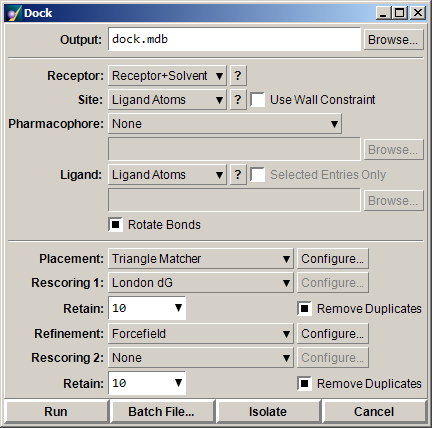 Dock
Output: dock.mdb Browse...
Receptor: Receptor+Solvent ?
Site: Ligand Atoms ? Use Wall Constraint
Pharmacophore: None
Browse...
Ligand: Ligand Atoms ? Selected Entries Only
Browse...
Rotate Bonds
Placement: Triangle Matcher Configure...
Rescoring 1: London dG Configure...
Retain: 10 Remove Duplicates
Refinement: Forcefield Configure...
Rescoring 2: None Configure...
Retain: 10 Remove Duplicates
Run Batch File... Isolate Cancel